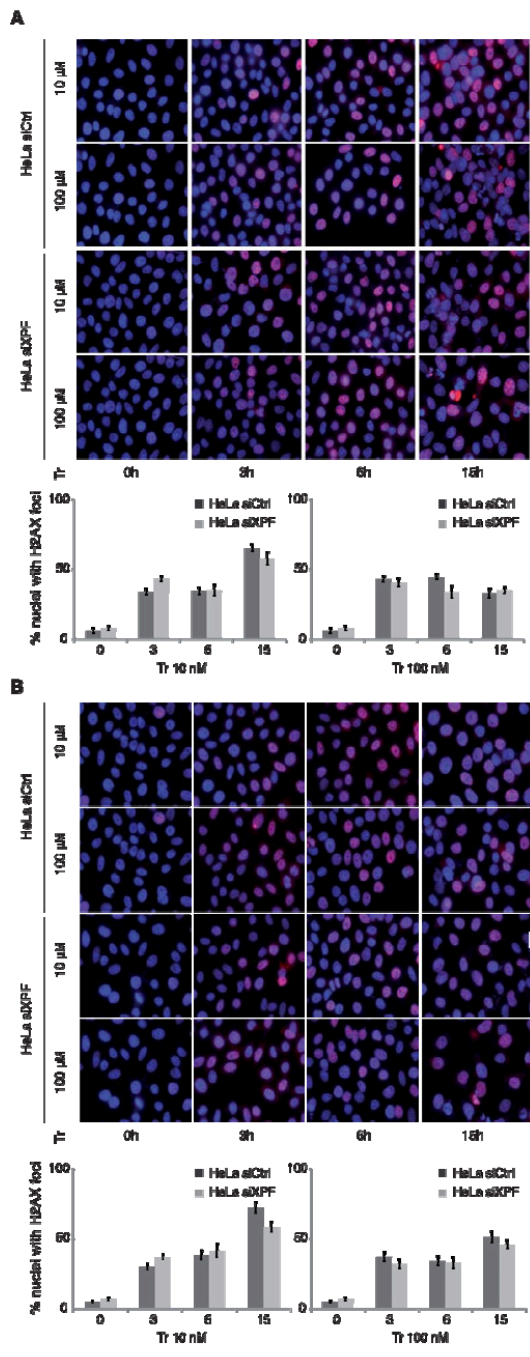 A
HeLa siCtrl
10 µM
100 µM
HeLa siXPF
10 µM
100 µM
Tr 0h 3h 6h 15h
% nuclei with H2AX foci
100
50
0
HeLa siCtrl
HeLa siXPF
0 3 6 15
Tr 10 nM
100
50
0
HeLa siCtrl
HeLa siXPF
0 3 6 15
Tr 100 nM
B
HeLa siCtrl
10 µM
100 µM
HeLa siXPF
10 µM
100 µM
Tr 0h 3h 6h 15h
% nuclei with H2AX foci
100
50
0
HeLa siCtrl
HeLa siXPF
0 3 6 15
Tr 10 nM
100
50
0
HeLa siCtrl
HeLa siXPF
0 3 6 15
Tr 100 nM